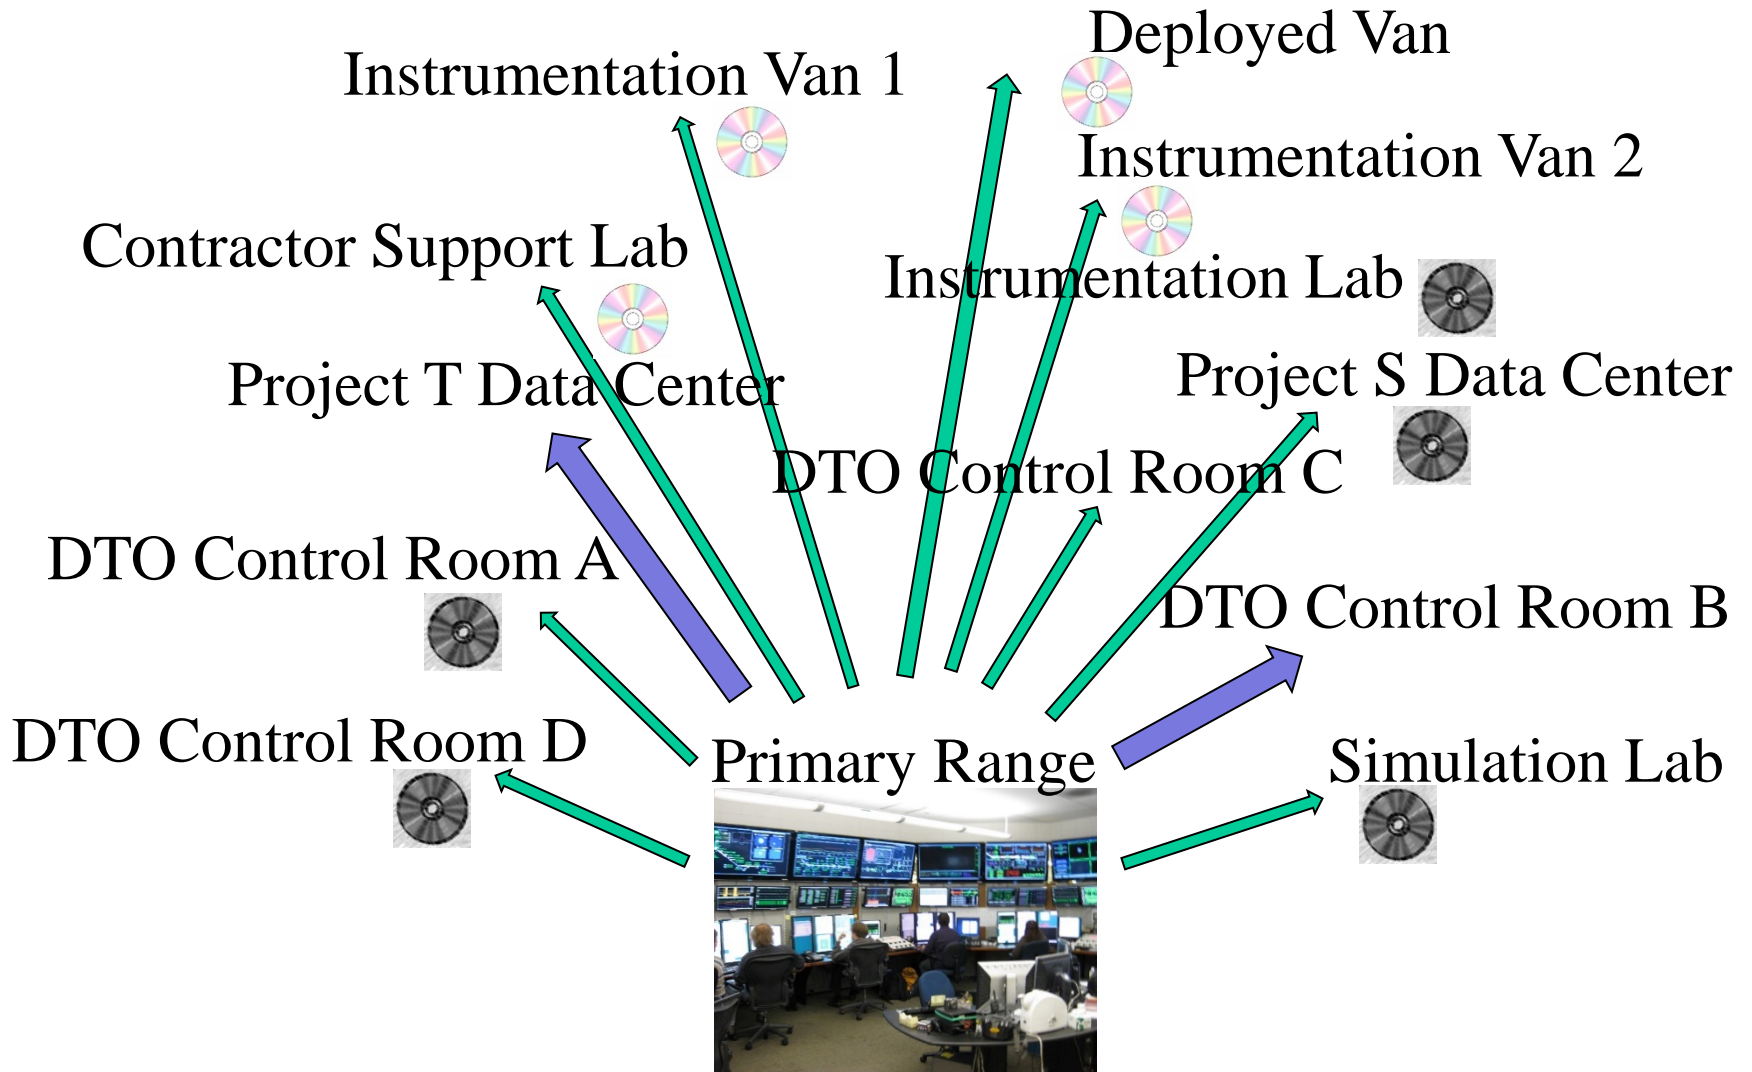 Deployed Van
Instrumentation Van 1
Instrumentation Van 2
Contractor Support Lab
Instrumentation Lab
Project T Data Center
Project S Data Center
DTO Control Room C
DTO Control Room A
DTO Control Room B
DTO Control Room D
Primary Range
Simulation Lab